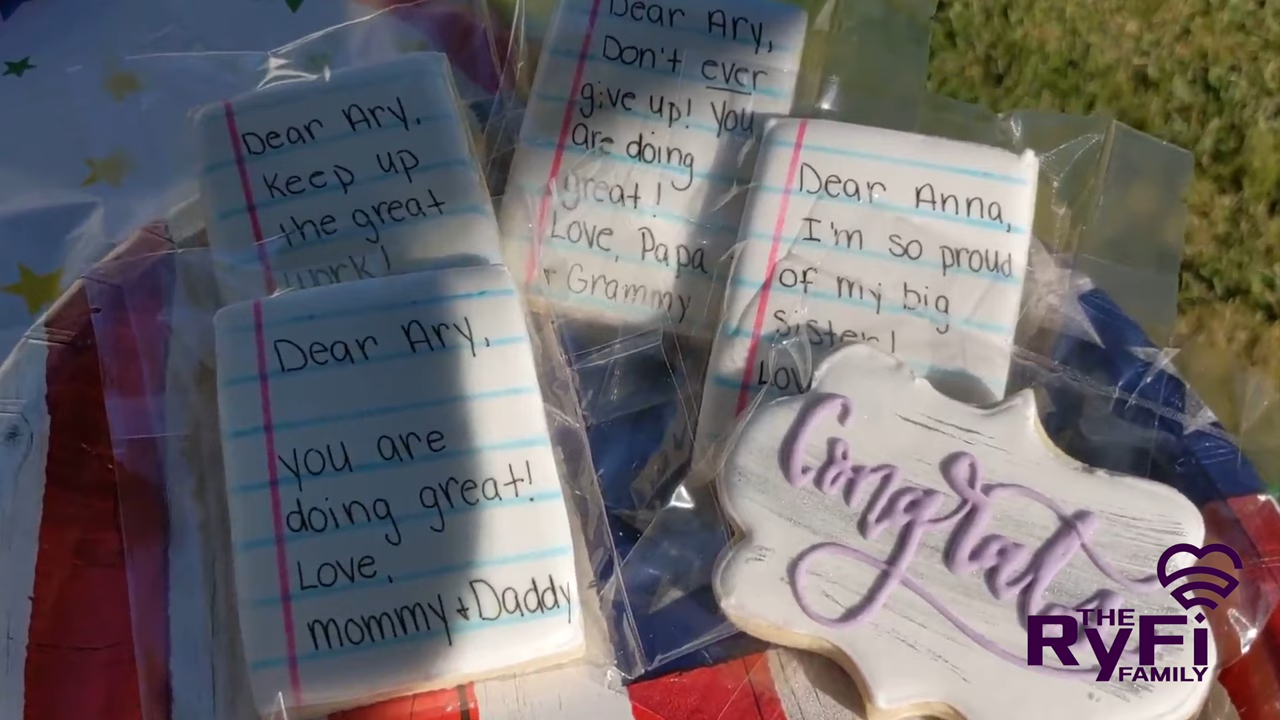 Dear Ary,
Keep up
the great
work!
Dear Ary,
Don't ever
give up! You
are doing
great!
Love, Papa
+ Grammy
Dear Anna,
I'm so proud
of my big
sister!
Dear Ary,
you are
doing great!
Love,
mommy + Daddy
Congrats
THE
RyFi
FAMILY